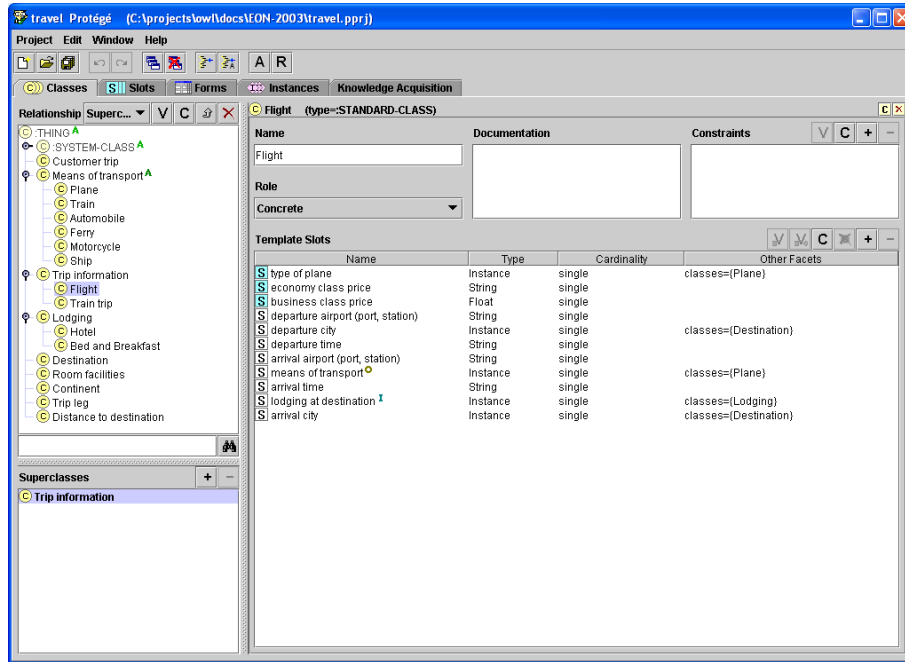 travel Protégé (C:\projects\owl\docs\EON-2003\travel.pprj)
Project Edit Window Help
A R
C Classes S Slots Forms Instances Knowledge Acquisition
Relationship Superc... V C
C :THING A
C :SYSTEM-CLASS A
C Customer trip
C Means of transport A
C Plane
C Train
C Automobile
C Ferry
C Motorcycle
C Ship
C Trip information
C Flight
C Train trip
C Lodging
C Hotel
C Bed and Breakfast
C Destination
C Room facilities
C Continent
C Trip leg
C Distance to destination
Superclasses + −
C Trip information
C Flight (type=:STANDARD-CLASS) C X
Name Documentation Constraints V C + −
Flight
Role
Concrete
Template Slots V V C + −
Name Type Cardinality Other Facets
S type of plane Instance single classes={Plane}
S economy class price String single
S business class price Float single
S departure airport (port, station) String single
S departure city Instance single classes={Destination}
S departure time String single
S arrival airport (port, station) String single
S means of transport Instance single classes={Plane}
S arrival time String single
S lodging at destination I Instance single classes={Lodging}
S arrival city Instance single classes={Destination}